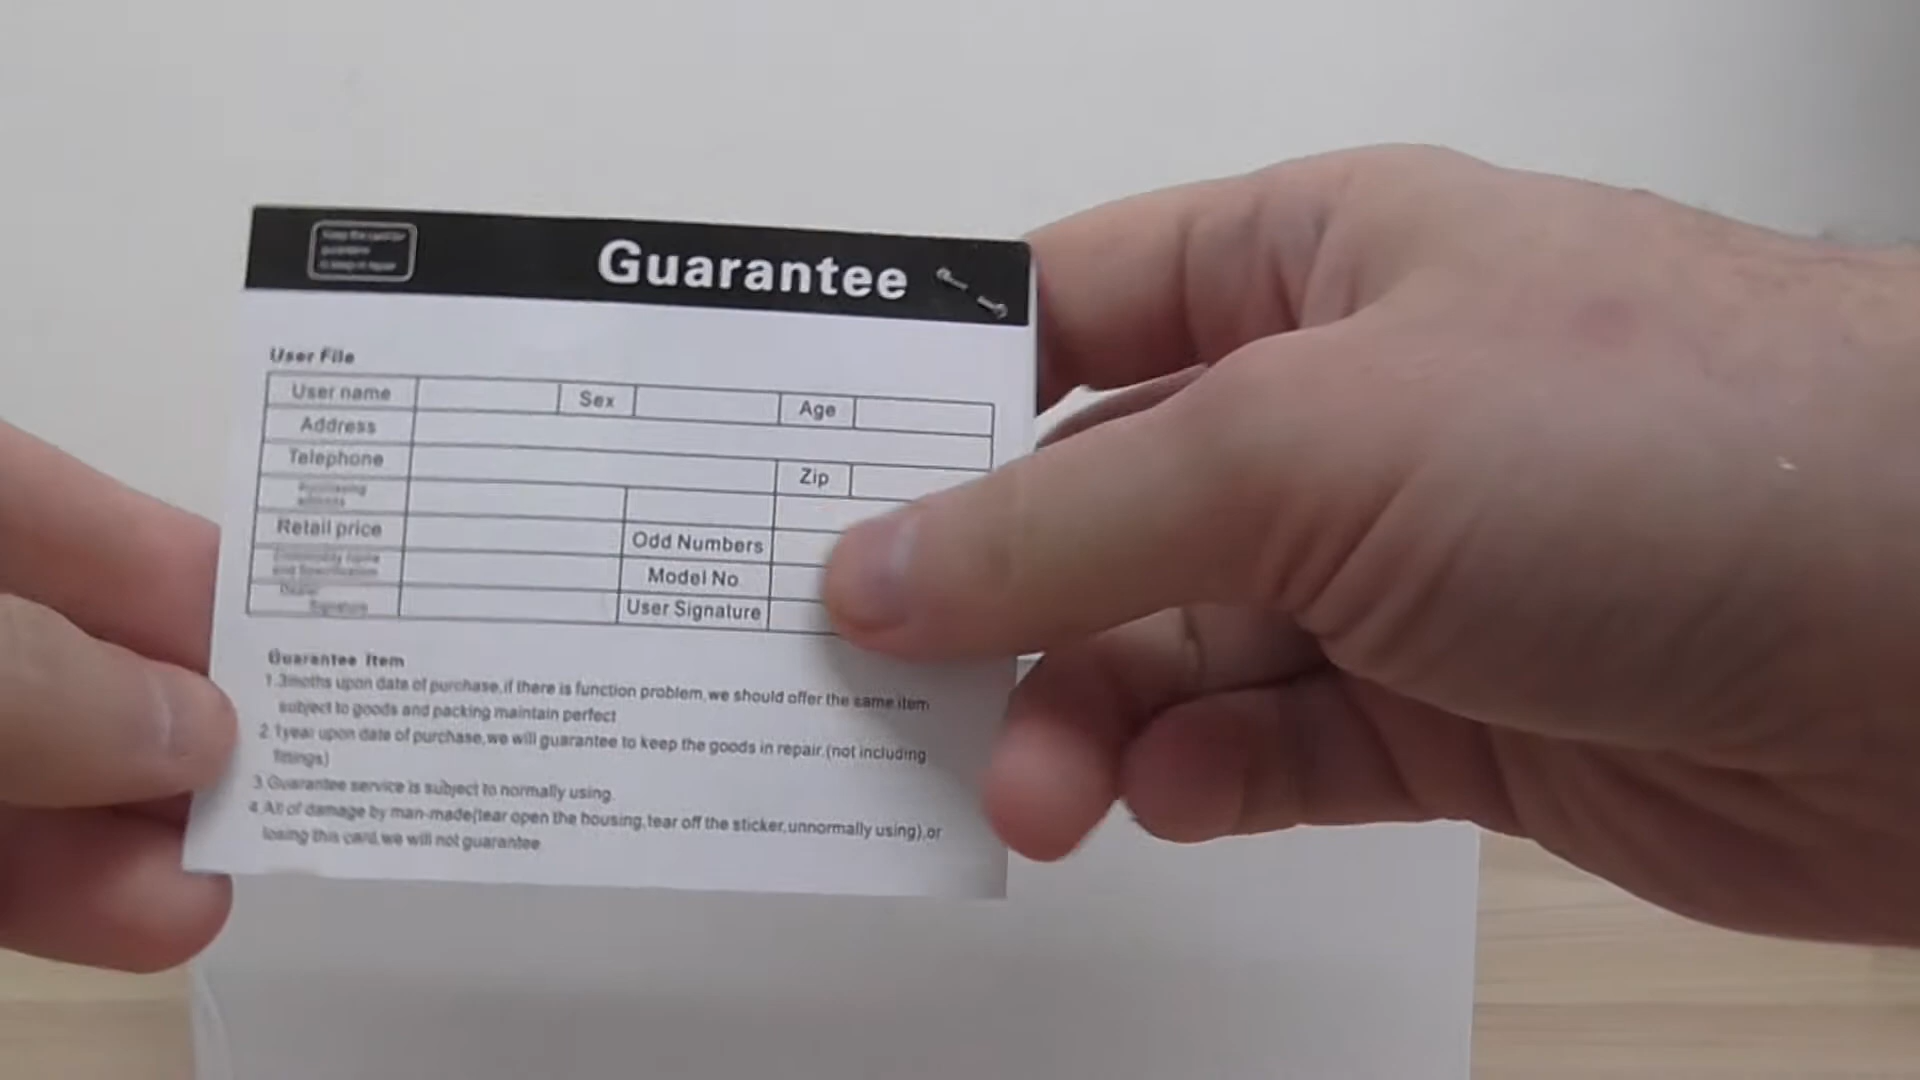 Guarantee
User File
User name Sex Age
Address
Telephone Zip
Retail price Odd Numbers
Model No
Signature User Signature
Guarantee Item
1.3moths upon date of purchase,if there is function problem,we should offer the same item
subject to goods and packing maintain perfect
2.1year upon date of purchase,we will guarantee to keep the goods in repair.(not including
fittings)
3.Guarantee service is subject to normally using.
4.All of damage by man-made(tear open the housing,tear off the sticker,unnormally using),or
losing this card,we will not guarantee